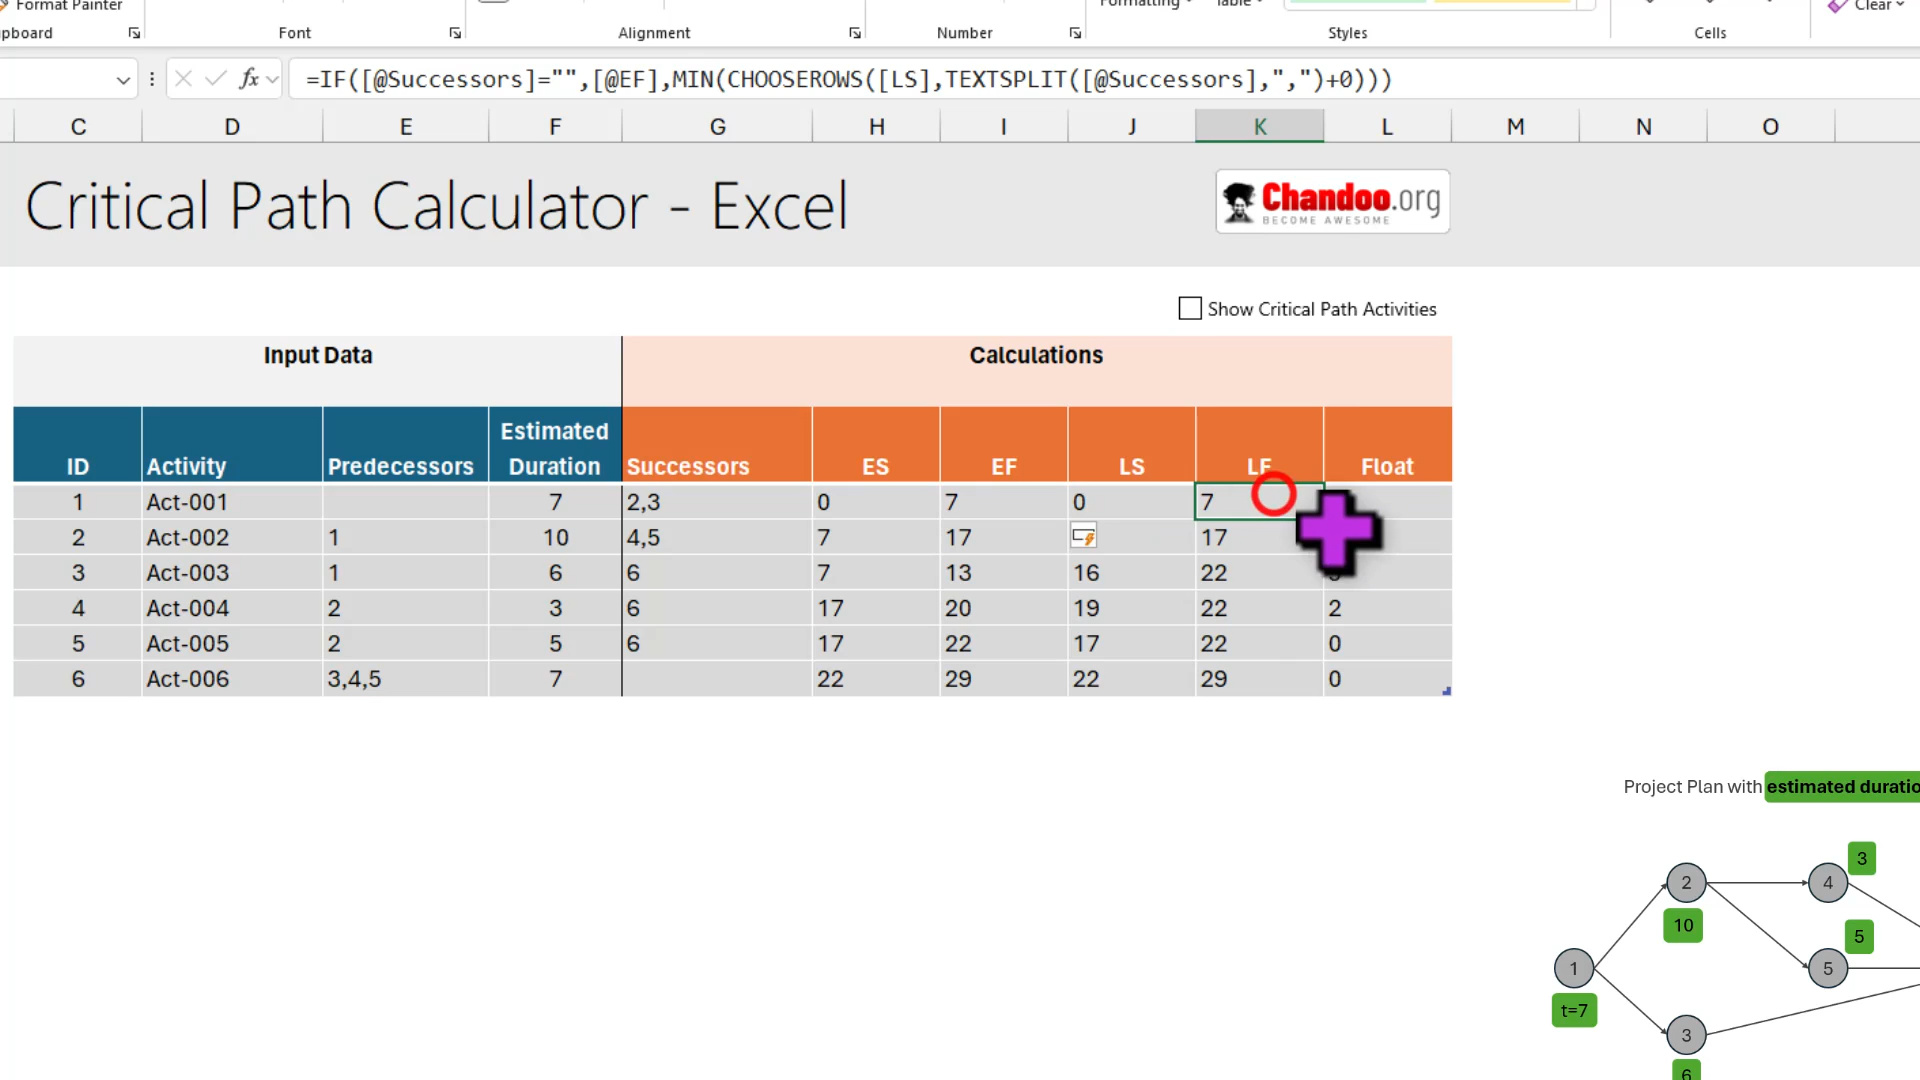 Format Painter
Formatting
Table
Clear
pboard
Font
Alignment
Number
Styles
Cells
fx
=IF([@Successors]="",[@EF],MIN(CHOOSEROWS([LS],TEXTSPLIT([@Successors],",")+0)))
C D E F G H I J K L M N O
Critical Path Calculator - Excel
Chandoo.org
BECOME AWESOME
Show Critical Path Activities
Input Data Calculations
ID Activity Predecessors Estimated Duration Successors ES EF LS LF Float
1 Act-001 7 2,3 0 7 0 7
2 Act-002 1 10 4,5 7 17 17
3 Act-003 1 6 6 7 13 16 22
4 Act-004 2 3 6 17 20 19 22 2
5 Act-005 2 5 6 17 22 17 22 0
6 Act-006 3,4,5 7 22 29 22 29 0
Project Plan with estimated duratio
3
2 4
10
5
1 5
t=7
3
6